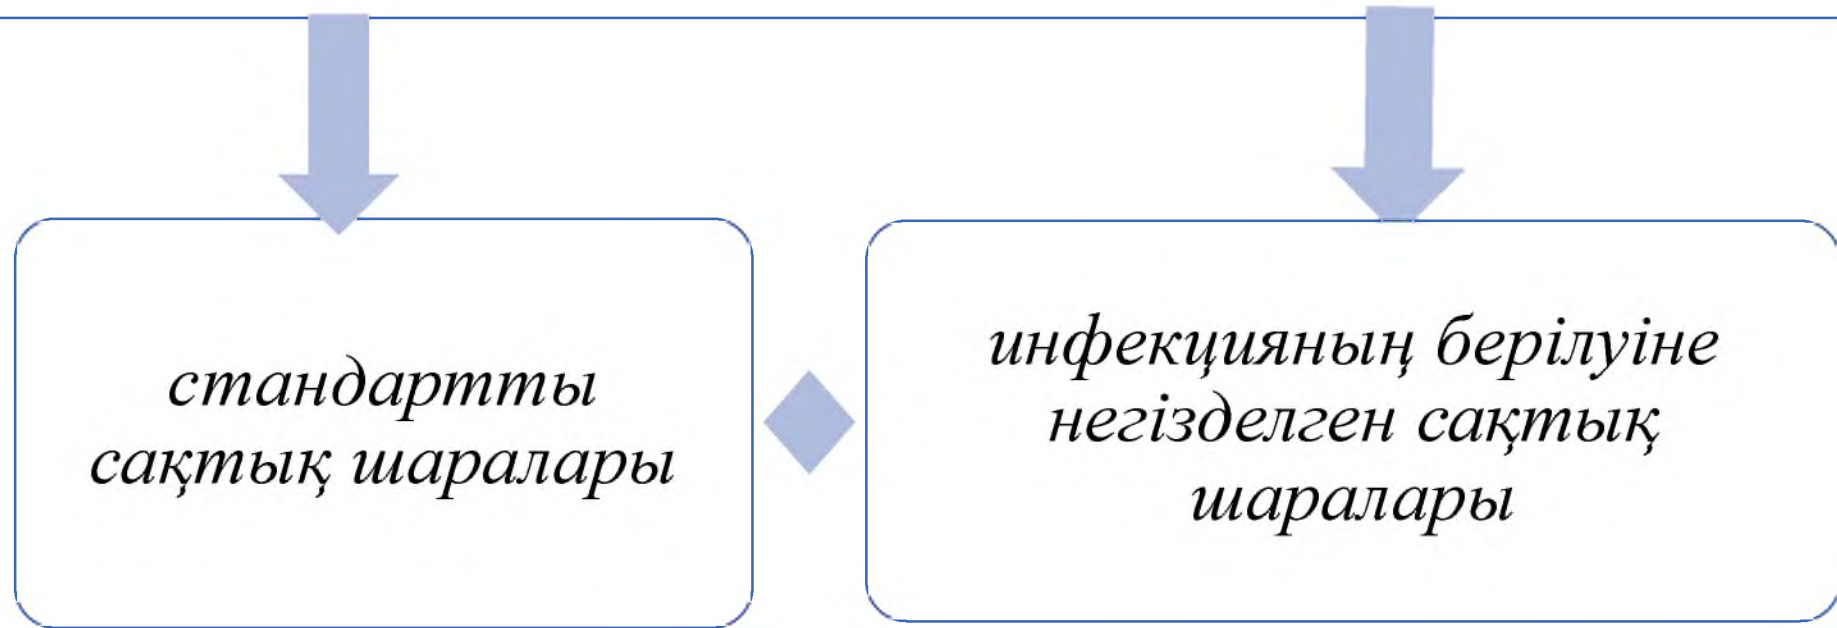 стандартты
сақтық шаралары
инфекцияның берілуіне
негізделген сақтық
шаралары